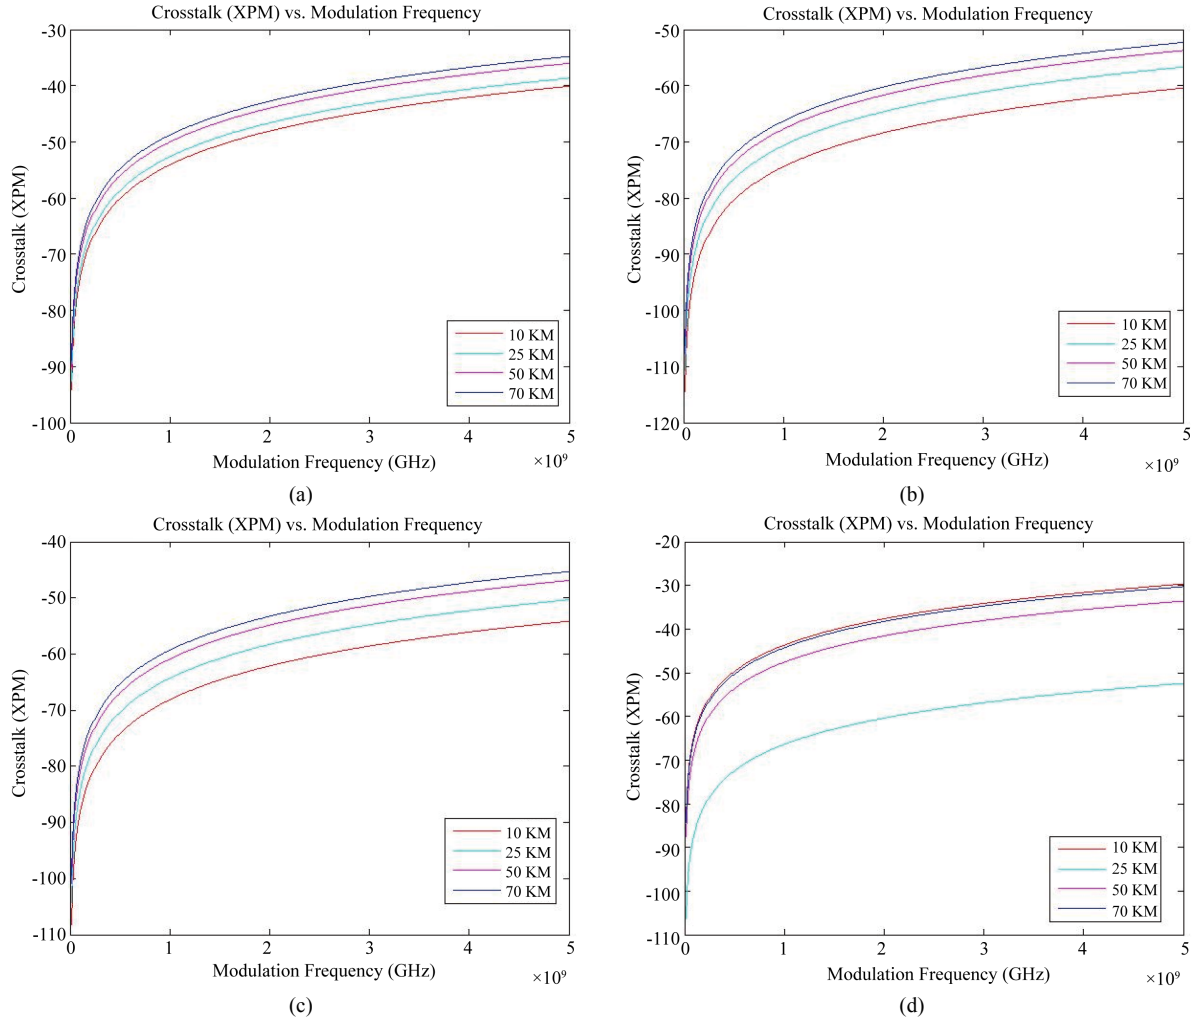 Crosstalk (XPM) vs. Modulation Frequency
-30
-40
-50
-60
-70
-80
-90
-100
Crosstalk (XPM)
10 KM
25 KM
50 KM
70 KM
0 1 2 3 4 5
Modulation Frequency (GHz)
×10⁹
(a)
Crosstalk (XPM) vs. Modulation Frequency
-50
-60
-70
-80
-90
-100
-110
-120
Crosstalk (XPM)
10 KM
25 KM
50 KM
70 KM
0 1 2 3 4 5
Modulation Frequency (GHz)
×10⁹
(b)
Crosstalk (XPM) vs. Modulation Frequency
-40
-50
-60
-70
-80
-90
-100
-110
Crosstalk (XPM)
10 KM
25 KM
50 KM
70 KM
0 1 2 3 4 5
Modulation Frequency (GHz)
×10⁹
(c)
Crosstalk (XPM) vs. Modulation Frequency
-20
-30
-40
-50
-60
-70
-80
-90
-100
-110
Crosstalk (XPM)
10 KM
25 KM
50 KM
70 KM
0 1 2 3 4 5
Modulation Frequency (GHz)
×10⁹
(d)